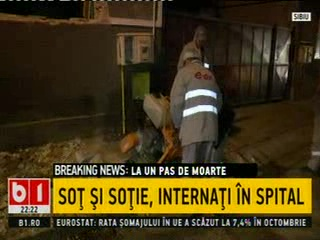 SIBIU
BREAKING NEWS: LA UN PAS DE MOARTE
B1
SOŢ ŞI SOŢIE, INTERNAŢI ÎN SPITAL
22:22
B1.RO
EUROSTAT: RATA ŞOMAJULUI ÎN UE A SCĂZUT LA 7,4% ÎN OCTOMBRIE